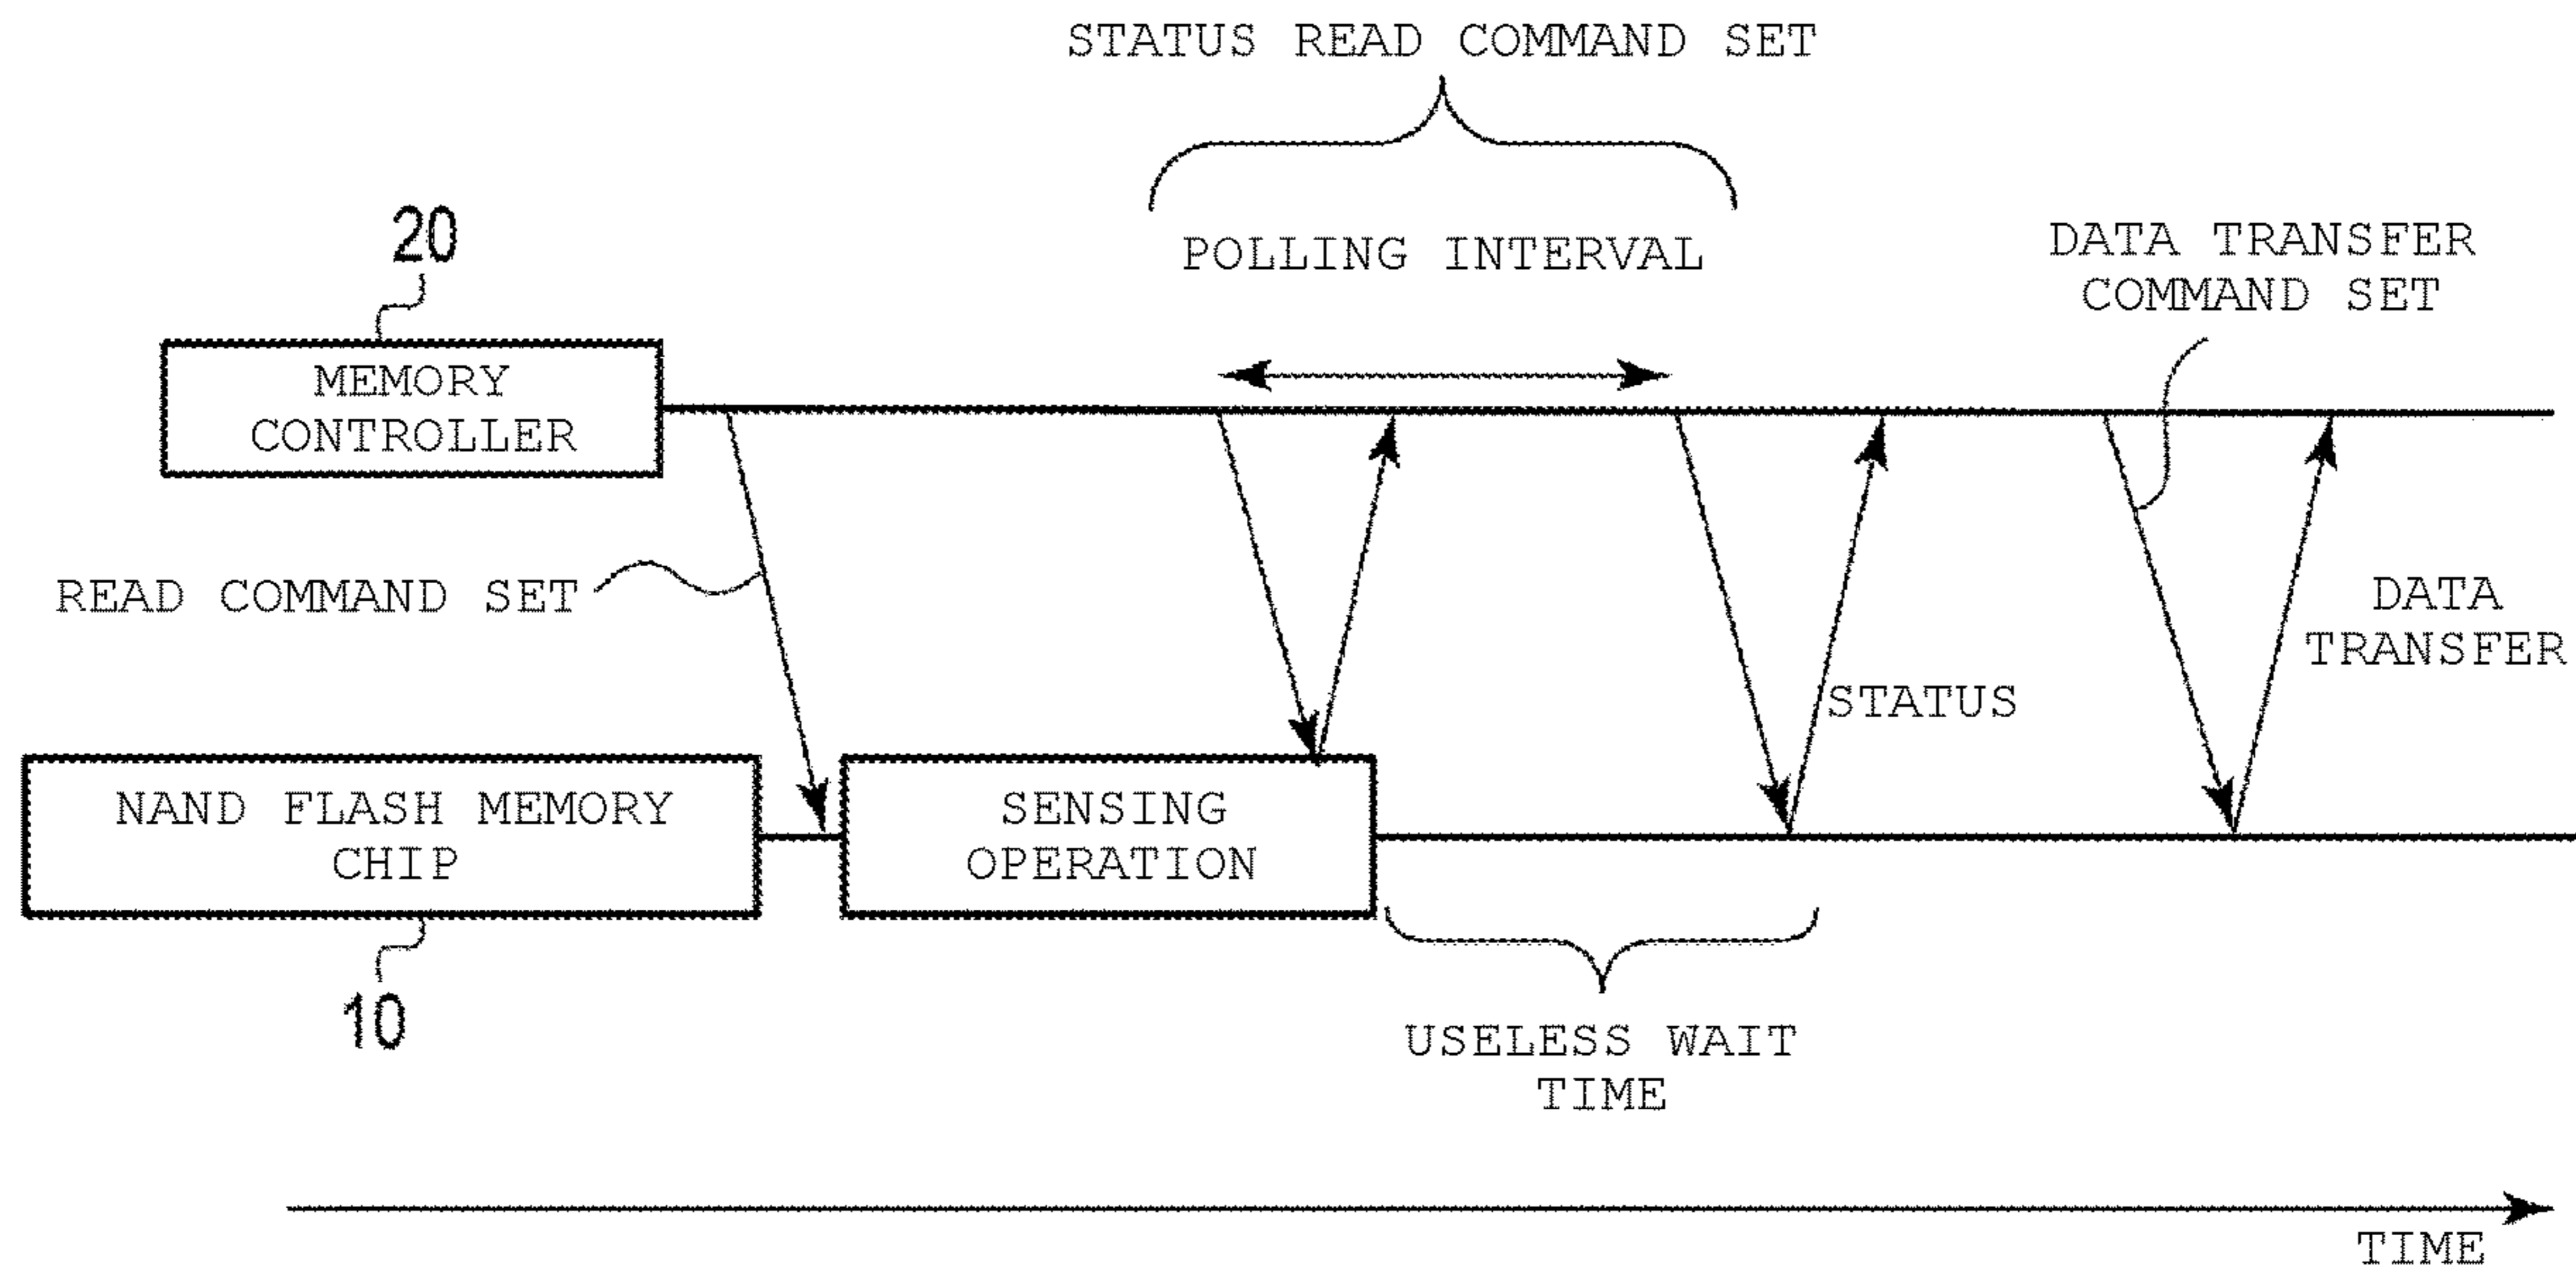 STATUS READ COMMAND SET
POLLING INTERVAL
20
DATA TRANSFER
COMMAND SET
MEMORY
CONTROLLER
READ COMMAND SET
DATA
TRANSFER
STATUS
NAND FLASH MEMORY
CHIP
SENSING
OPERATION
10
USELESS WAIT
TIME
TIME